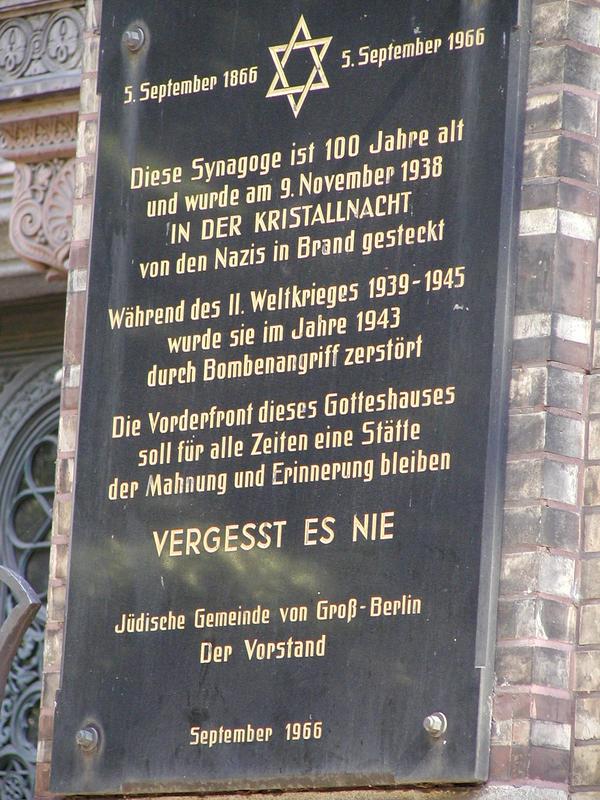 5. September 1866 5. September 1966
Diese Synagoge ist 100 Jahre alt
und wurde am 9. November 1938
IN DER KRISTALLNACHT
von den Nazis in Brand gesteckt
Während des II. Weltkrieges 1939-1945
wurde sie im Jahre 1943
durch Bombenangriff zerstört
Die Vorderfront dieses Gotteshauses
soll für alle Zeiten eine Stätte
der Mahnung und Erinnerung bleiben
VERGESST ES NIE
Jüdische Gemeinde von Groß-Berlin
Der Vorstand
September 1966